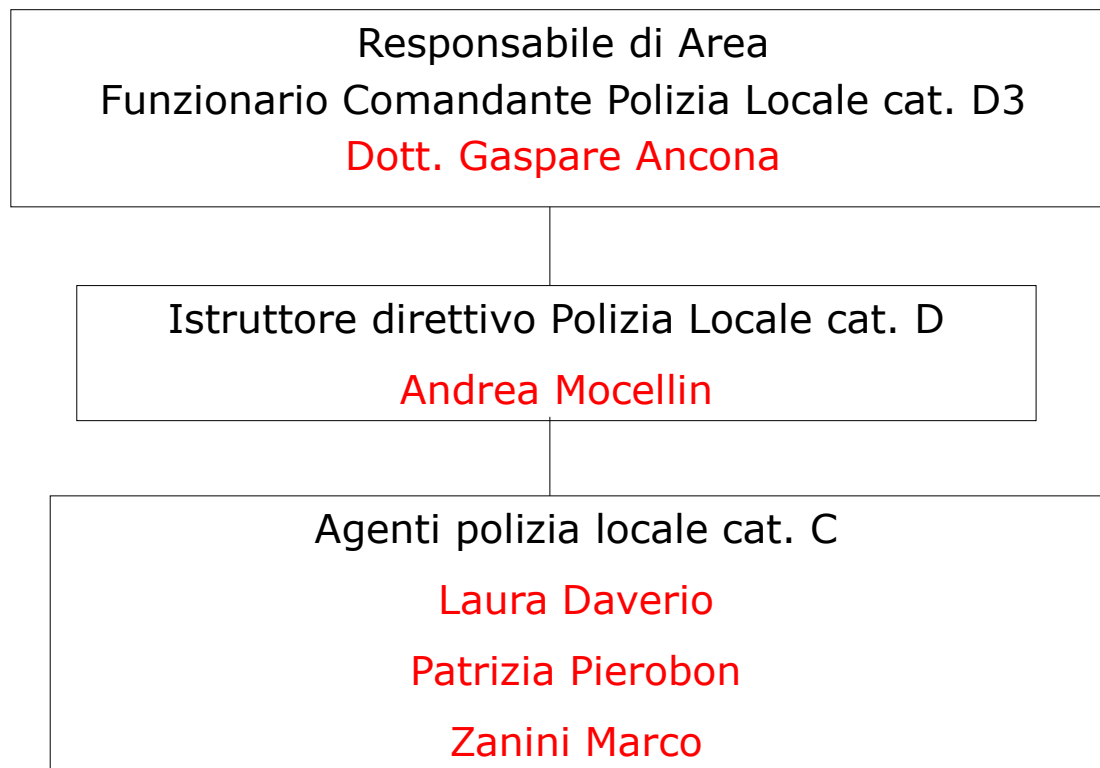 Responsabile di Area
Funzionario Comandante Polizia Locale cat. D3
Dott. Gaspare Ancona
Istruttore direttivo Polizia Locale cat. D
Andrea Mocellin
Agenti polizia locale cat. C
Laura Daverio
Patrizia Pierobon
Zanini Marco